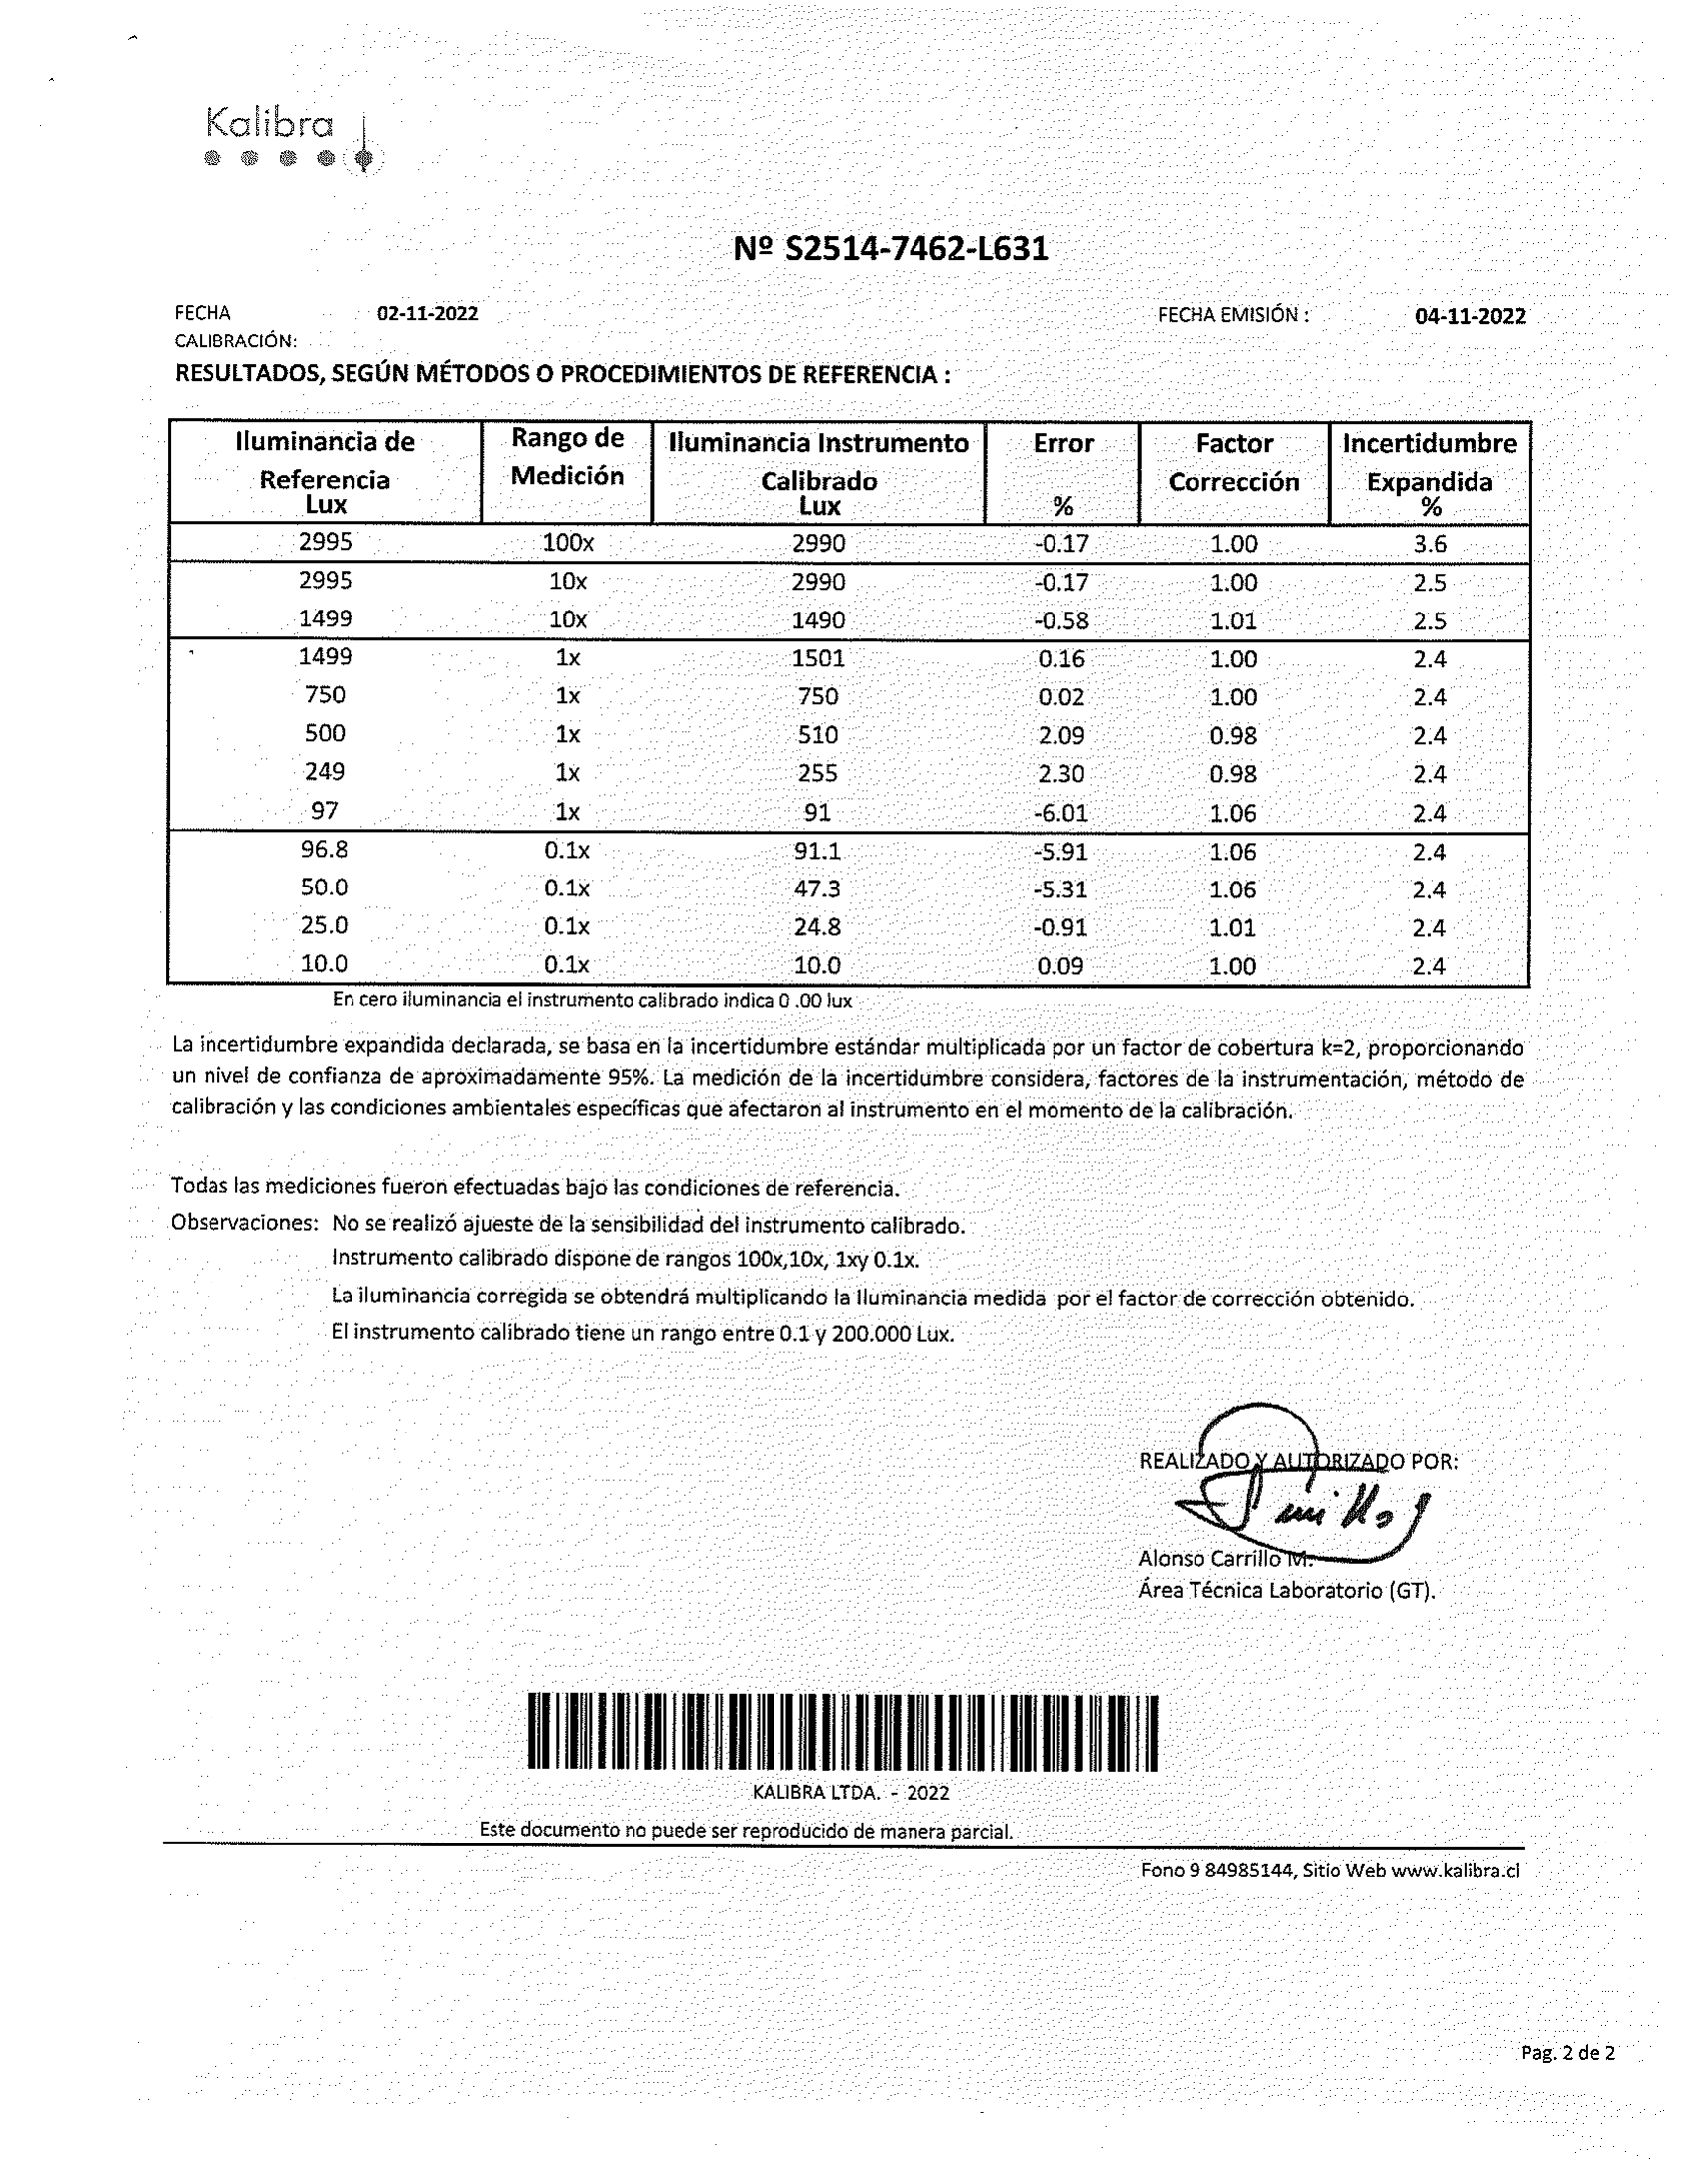 Kalibra
Nº S2514-7462-L631
FECHA CALIBRACIÓN: 02-11-2022 FECHA EMISIÓN : 04-11-2022
RESULTADOS, SEGÚN MÉTODOS O PROCEDIMIENTOS DE REFERENCIA :
Iluminancia de Referencia Lux Rango de Medición Iluminancia Instrumento Calibrado Lux Error % Factor Corrección Incertidumbre Expandida %
2995 100x 2990 -0.17 1.00 3.6
2995 10x 2990 -0.17 1.00 2.5
1499 10x 1490 -0.58 1.01 2.5
1499 1x 1501 0.16 1.00 2.4
750 1x 750 0.02 1.00 2.4
500 1x 510 2.09 0.98 2.4
249 1x 255 2.30 0.98 2.4
97 1x 91 -6.01 1.06 2.4
96.8 0.1x 91.1 -5.91 1.06 2.4
50.0 0.1x 47.3 -5.31 1.06 2.4
25.0 0.1x 24.8 -0.91 1.01 2.4
10.0 0.1x 10.0 0.09 1.00 2.4
En cero iluminancia el instrumento calibrado indica 0 .00 lux
La incertidumbre expandida declarada, se basa en la incertidumbre estándar multiplicada por un factor de cobertura k=2, proporcionando
un nivel de confianza de aproximadamente 95%. La medición de la incertidumbre considera, factores de la instrumentación, método de
calibración y las condiciones ambientales específicas que afectaron al instrumento en el momento de la calibración.
Todas las mediciones fueron efectuadas bajo las condiciones de referencia.
Observaciones: No se realizó ajueste de la sensibilidad del instrumento calibrado.
Instrumento calibrado dispone de rangos 100x,10x, 1xy 0.1x.
La iluminancia corregida se obtendrá multiplicando la Iluminancia medida por el factor de corrección obtenido.
El instrumento calibrado tiene un rango entre 0.1 y 200.000 Lux.
REALIZADO Y AUTORIZADO POR:
Alonso Carrillo M.
Área Técnica Laboratorio (GT).
KALIBRA LTDA. - 2022
Este documento no puede ser reproducido de manera parcial.
Fono 9 84985144, Sitio Web www.kalibra.cl
Pag. 2 de 2